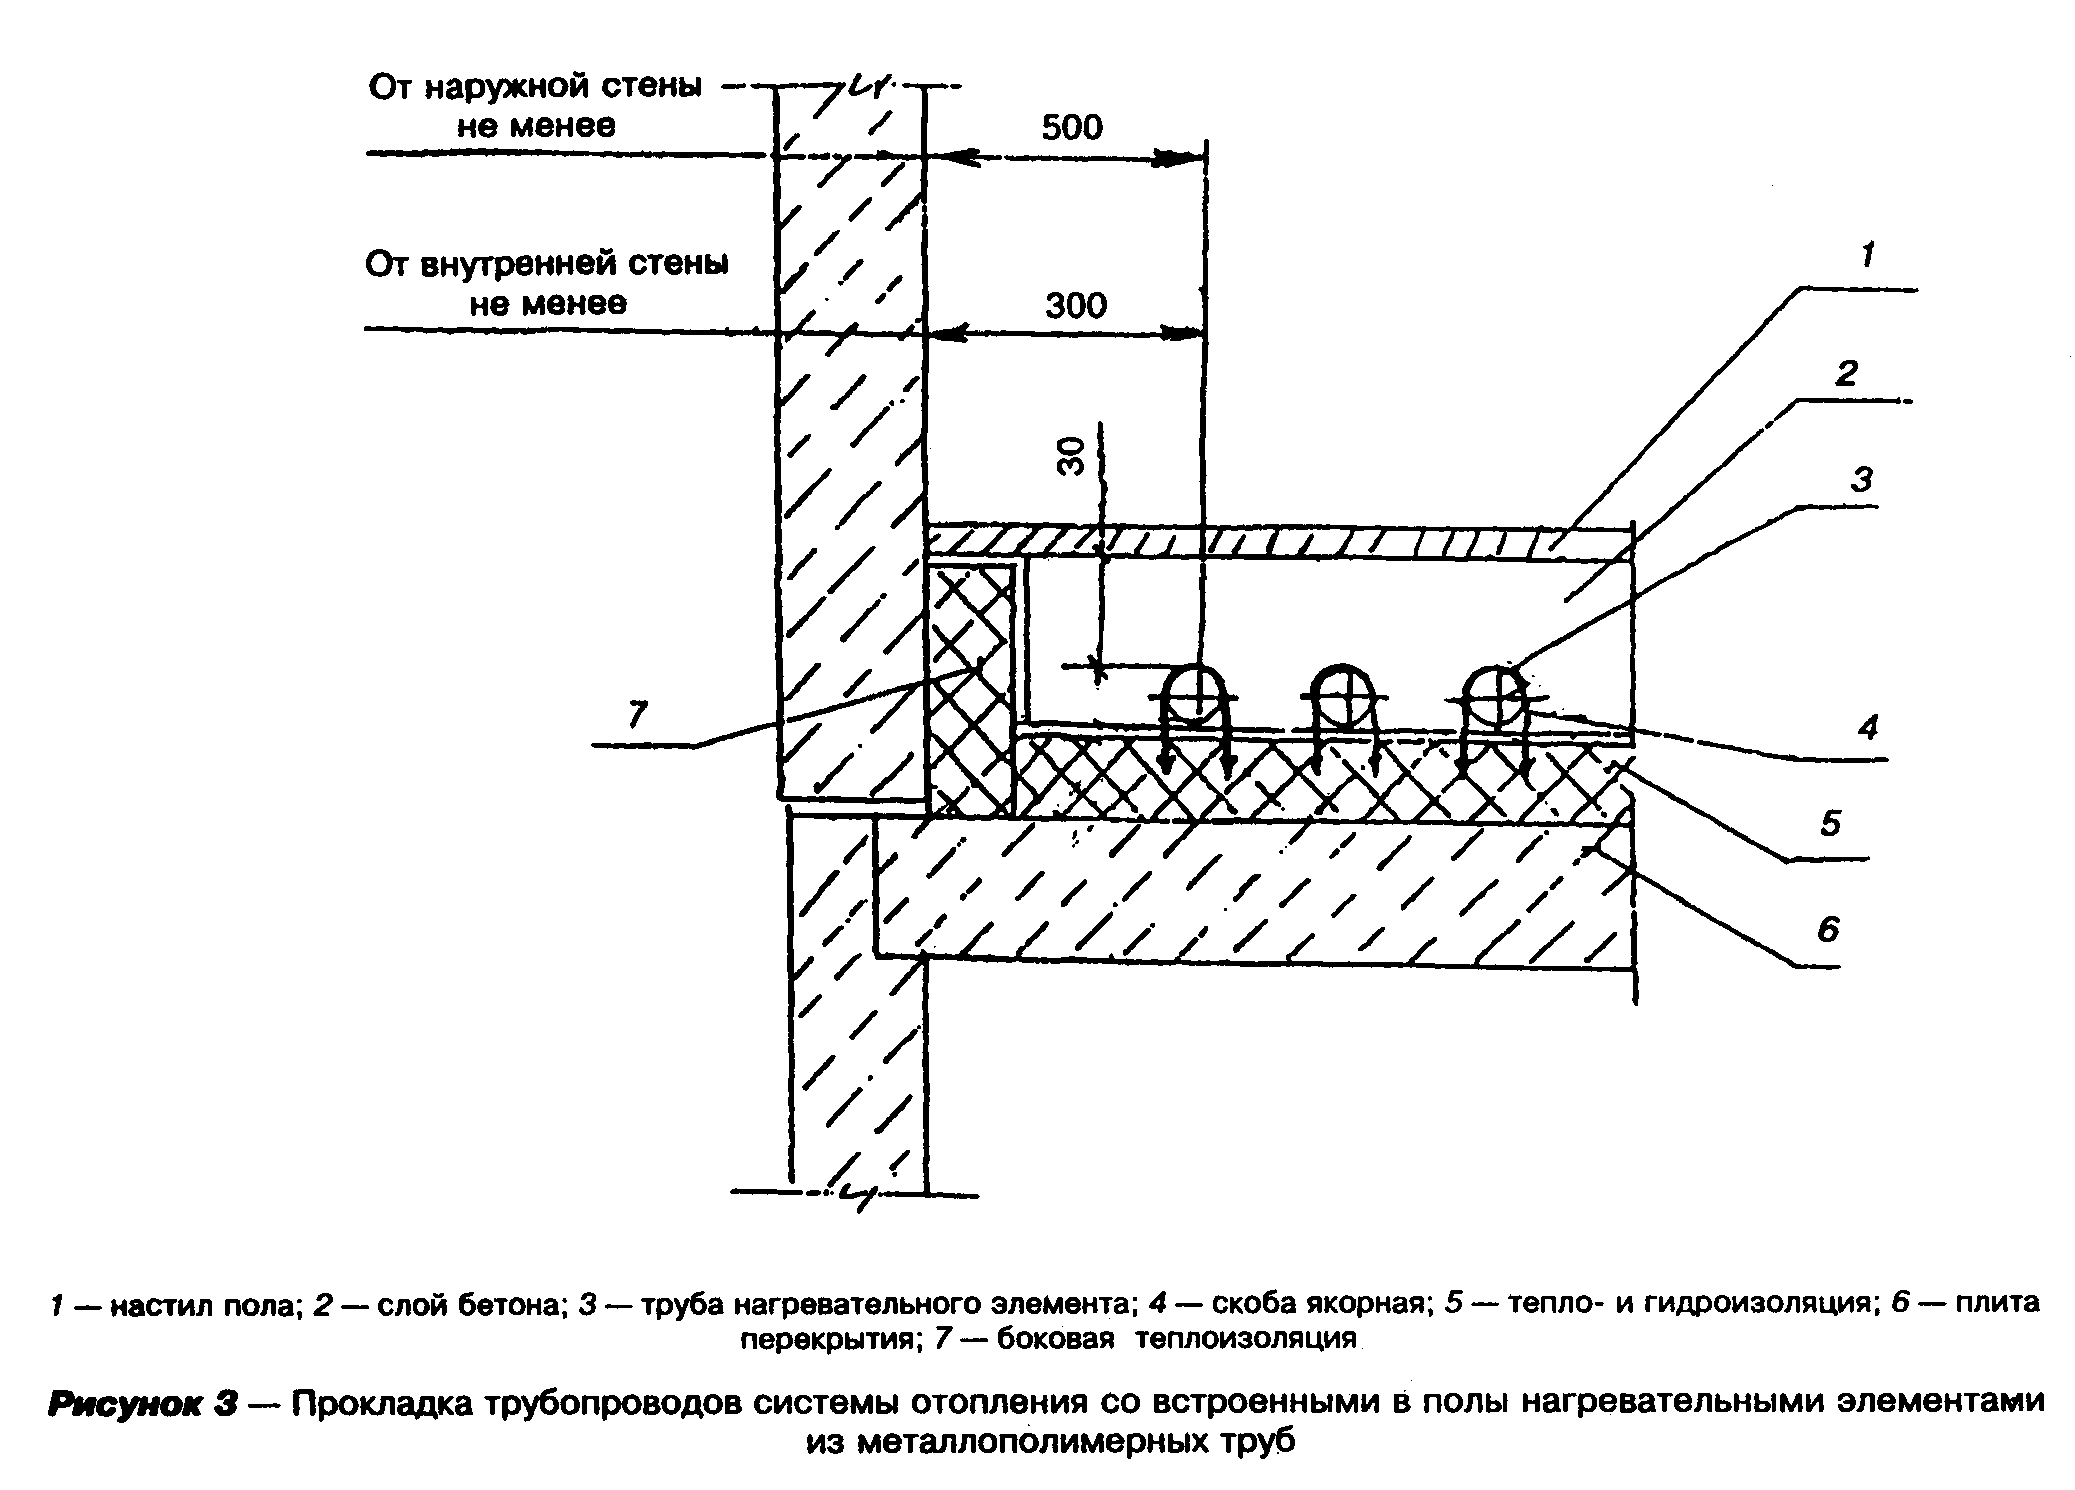 От наружной стены
не менее
500
От внутренней стены
не менее
300
1
2
30
3
7
4
5
6
1 — настил пола; 2 — слой бетона; 3 — труба нагревательного элемента; 4 — скоба якорная; 5 — тепло- и гидроизоляция; 6 — плита
перекрытия; 7 — боковая теплоизоляция
Рисунок 3 — Прокладка трубопроводов системы отопления со встроенными в полы нагревательными элементами
из металлополимерных труб